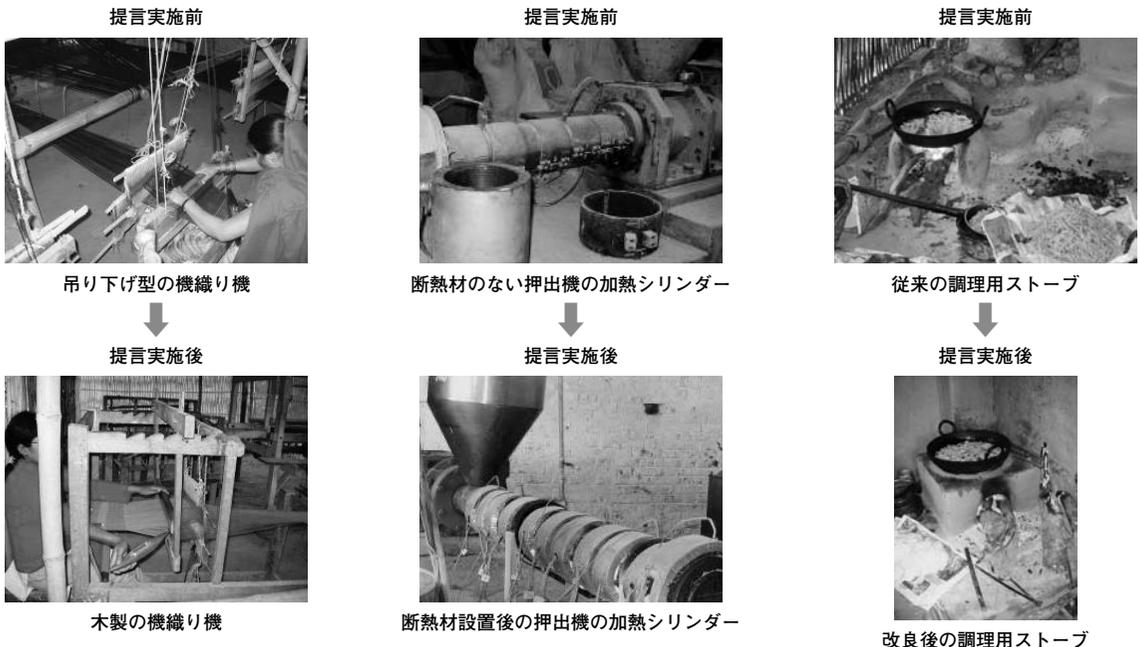 提言実施前
提言実施前
提言実施前
吊り下げ型の機織り機
断熱材のない押出機の加熱シリンダー
従来の調理用ストーブ
提言実施後
提言実施後
提言実施後
木製の機織り機
断熱材設置後の押出機の加熱シリンダー
改良後の調理用ストーブ